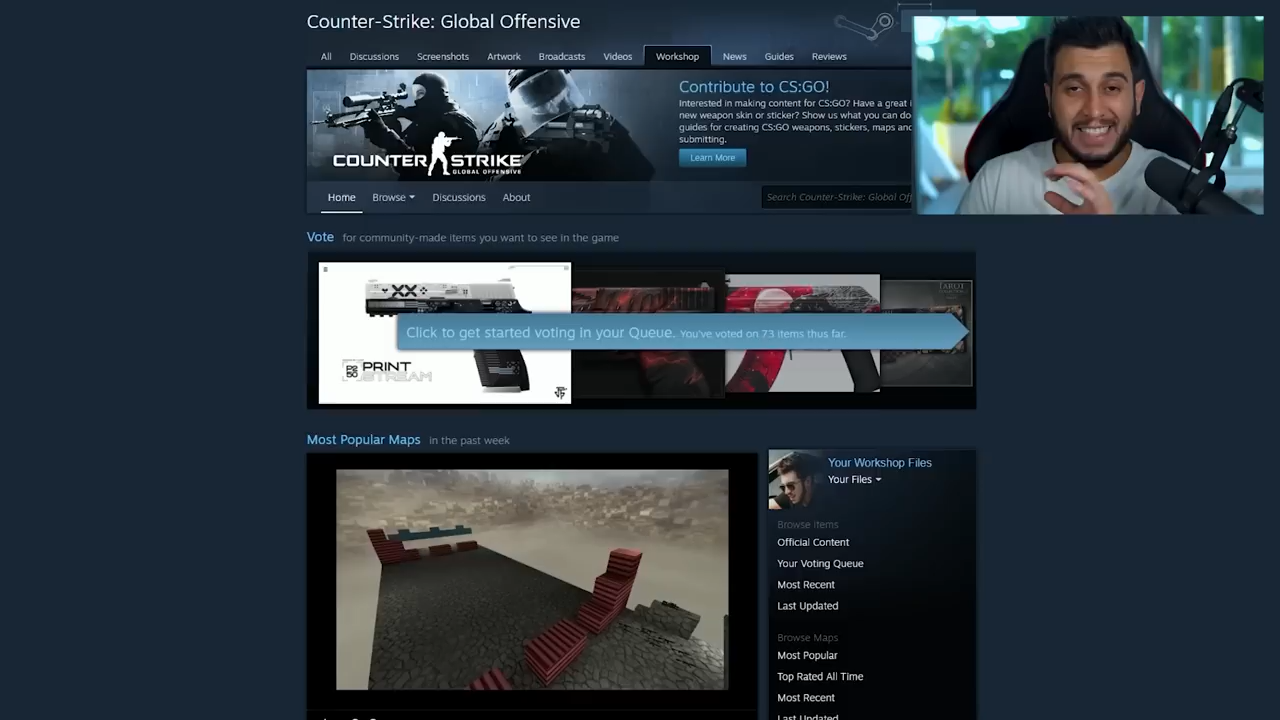 Counter-Strike: Global Offensive
All Discussions Screenshots Artwork Broadcasts Videos Workshop News Guides Reviews
Contribute to CS:GO!
Interested in making content for CS:GO? Have a great i
new weapon skin or sticker? Show us what you can do
guides for creating CS:GO weapons, stickers, maps and
submitting.
Learn More
COUNTER STRIKE
GLOBAL OFFENSIVE
Home Browse Discussions About
Search Counter-Strike: Global Off
Vote for community-made items you want to see in the game
XX
TAROT
Click to get started voting in your Queue. You've voted on 73 items thus far.
PRINT
STREAM
Most Popular Maps in the past week
Your Workshop Files
Your Files
Browse Items
Official Content
Your Voting Queue
Most Recent
Last Updated
Browse Maps
Most Popular
Top Rated All Time
Most Recent
Last Updated